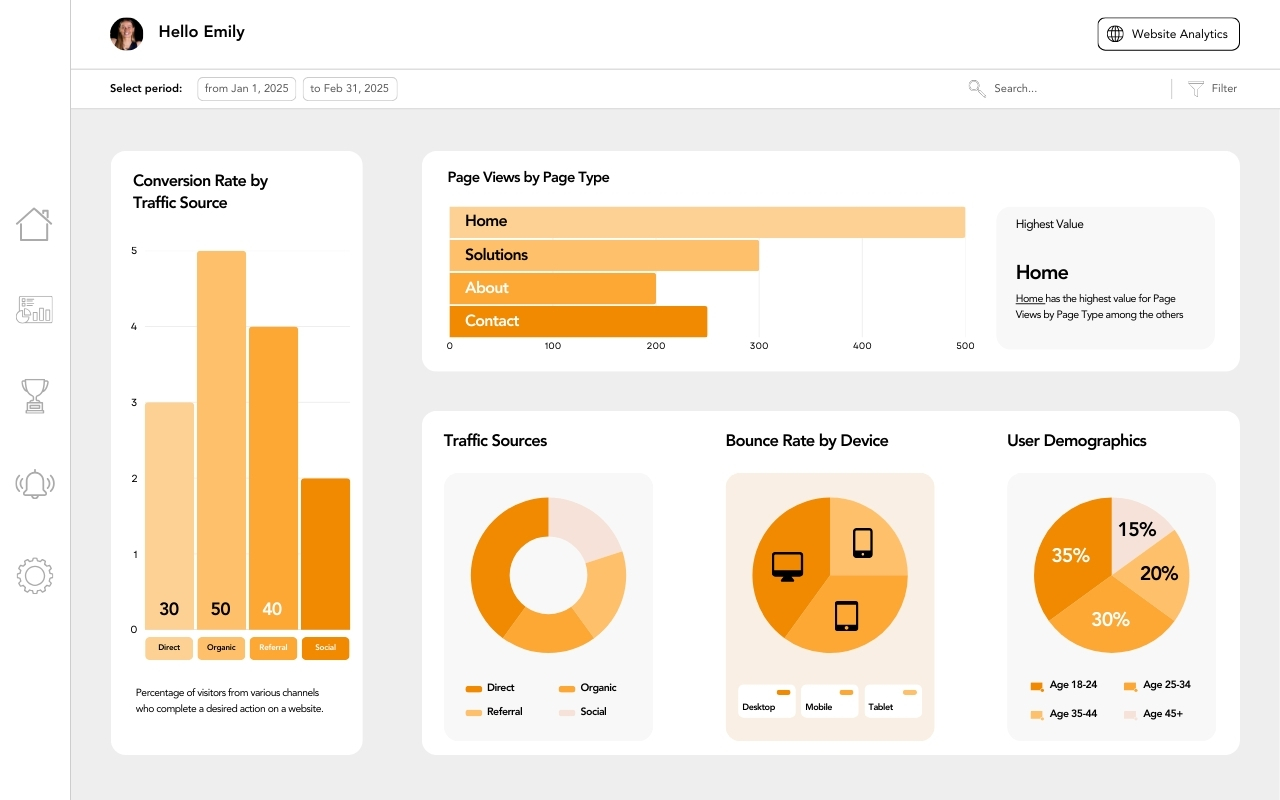 Hello Emily
Website Analytics
Select period:
from Jan 1, 2025
to Feb 31, 2025
Search...
Filter
Conversion Rate by
Traffic Source
5
4
3
2
1
0
30
50
40
Direct
Organic
Referral
Social
Percentage of visitors from various channels
who complete a desired action on a website.
Page Views by Page Type
Home
Solutions
About
Contact
0
100
200
300
400
500
Highest Value
Home
Home has the highest value for Page
Views by Page Type among the others
Traffic Sources
Direct
Organic
Referral
Social
Bounce Rate by Device
Desktop
Mobile
Tablet
User Demographics
15%
35%
20%
30%
Age 18-24
Age 25-34
Age 35-44
Age 45+